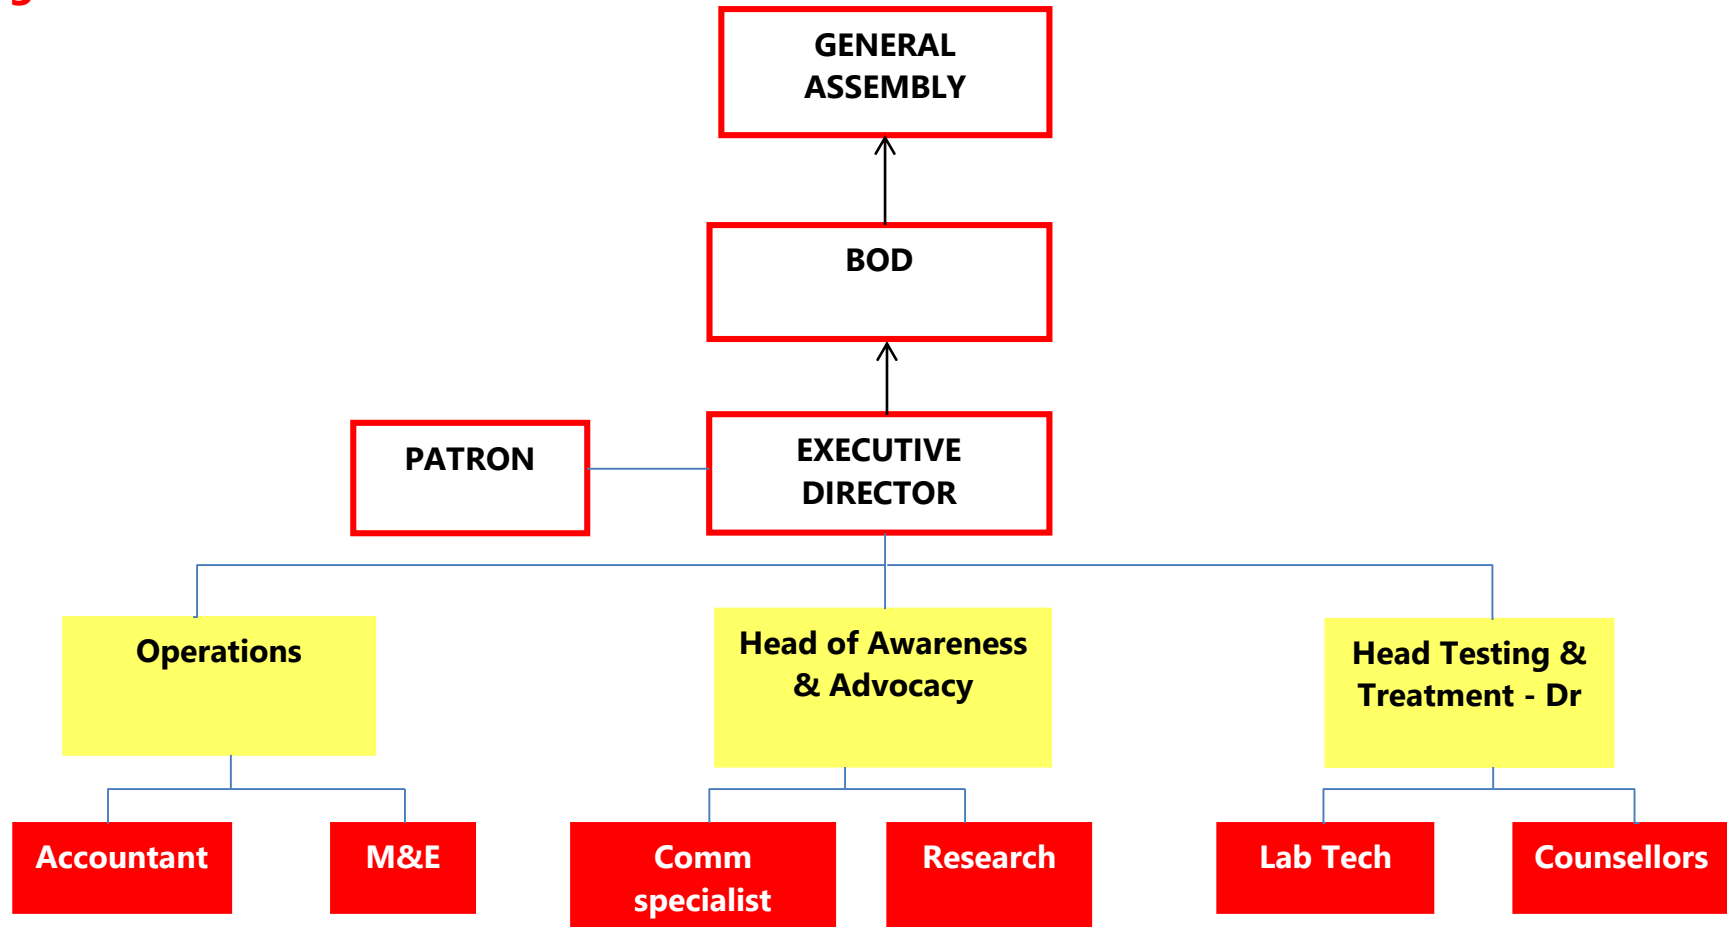 GENERAL
ASSEMBLY
BOD
PATRON
EXECUTIVE
DIRECTOR
Operations
Head of Awareness
& Advocacy
Head Testing &
Treatment - Dr
Accountant
M&E
Comm
specialist
Research
Lab Tech
Counsellors